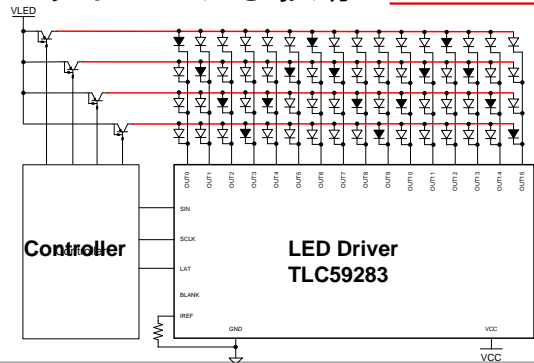 VLED
OUT0
OUT1
OUT2
OUT3
OUT4
OUT5
OUT6
OUT7
OUT8
OUT9
OUT10
OUT11
OUT12
OUT13
OUT14
OUT15
SIN
SCLK
LAT
BLANK
IREF
GND
VCC
Controller
Controller
LED Driver
TLC59283
VCC